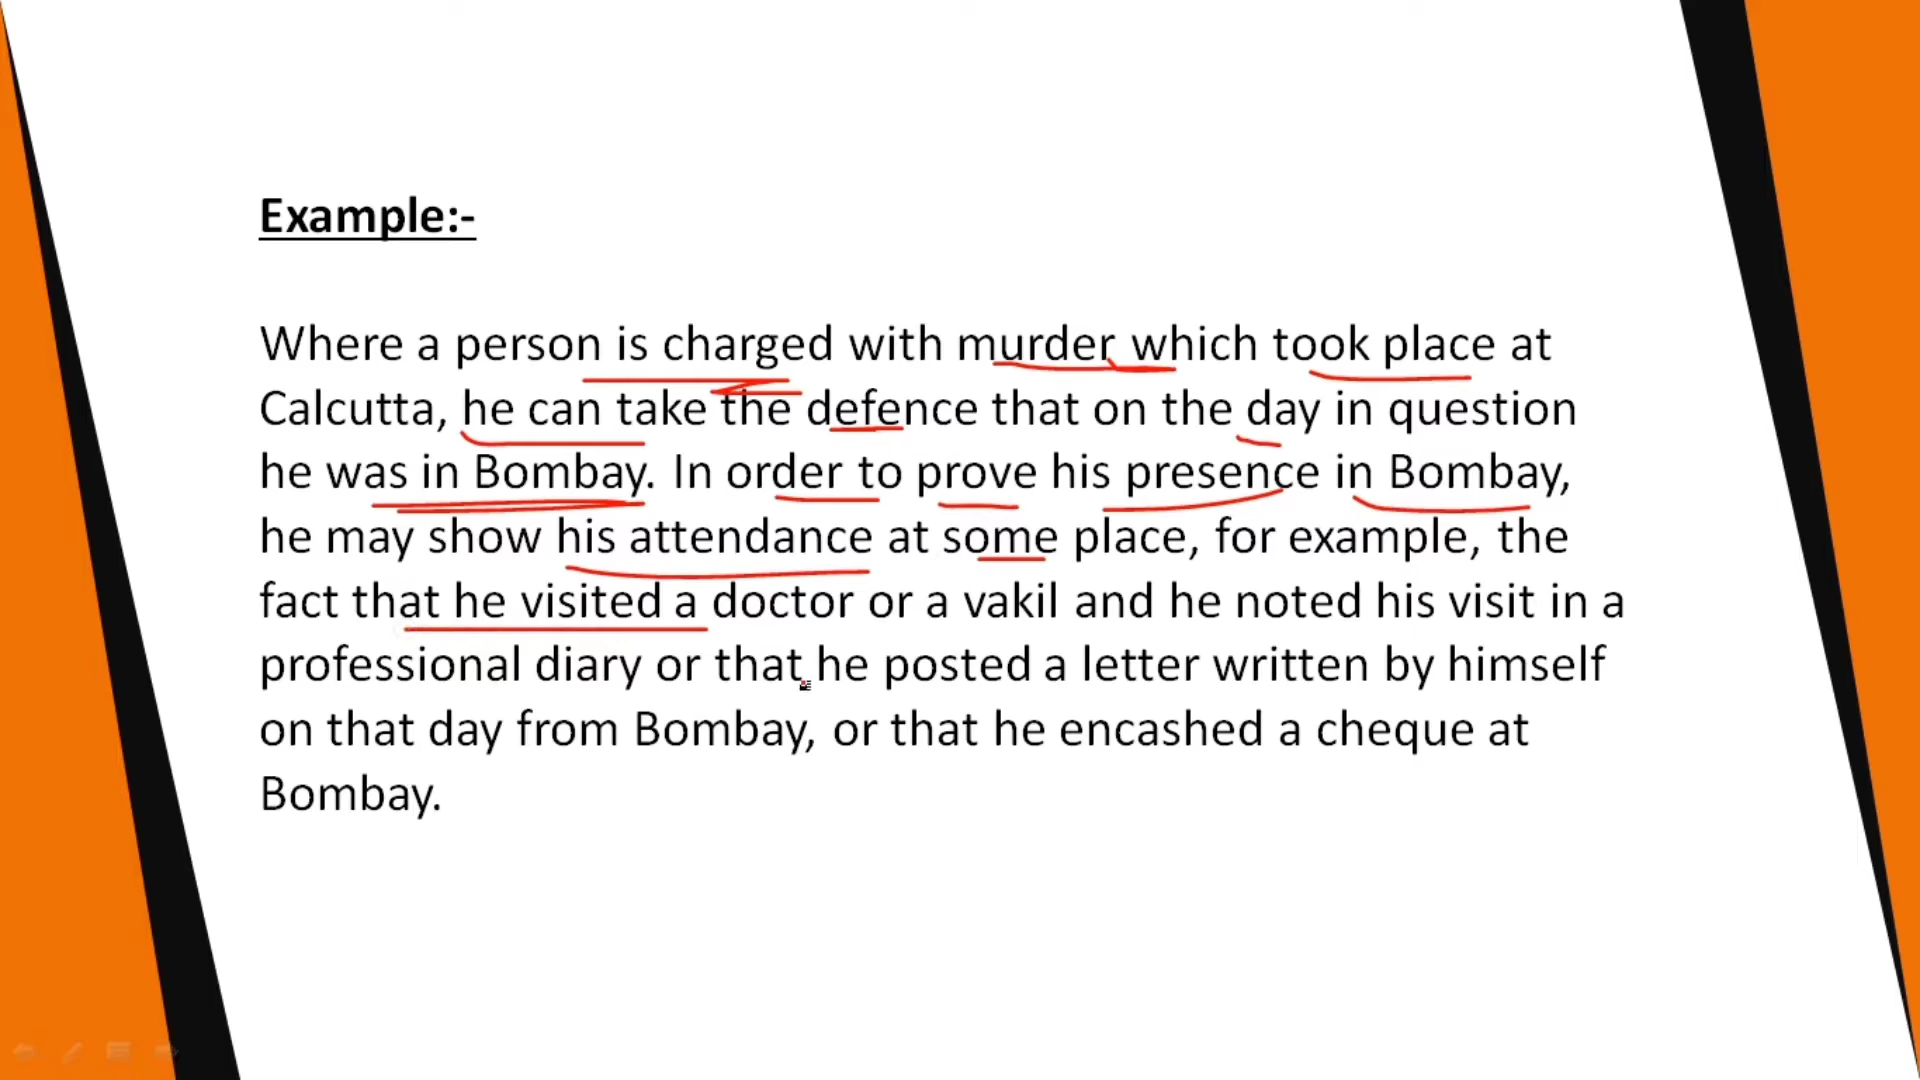 Example:-
Where a person is charged with murder which took place at
Calcutta, he can take the defence that on the day in question
he was in Bombay. In order to prove his presence in Bombay,
he may show his attendance at some place, for example, the
fact that he visited a doctor or a vakil and he noted his visit in a
professional diary or that he posted a letter written by himself
on that day from Bombay, or that he encashed a cheque at
Bombay.